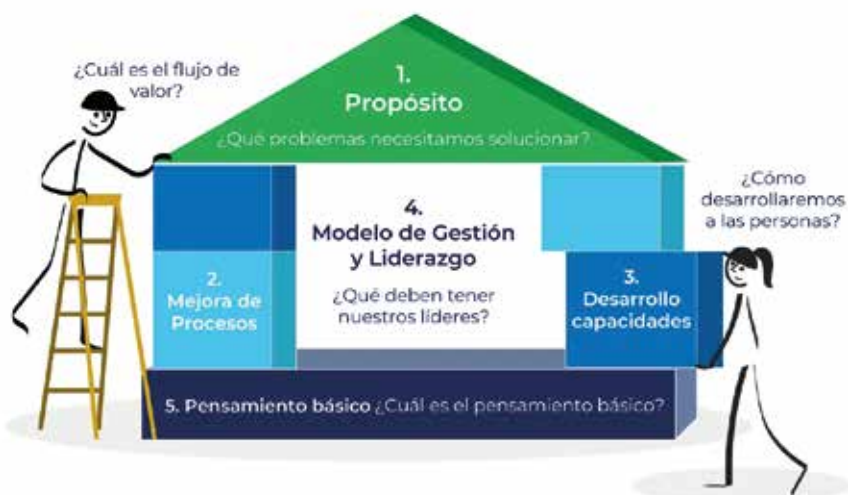 ¿Cuál es el flujo de
valor?
1.
Propósito
¿Qué problemas necesitamos solucionar?
¿Cómo
desarrollaremos
a las personas?
4.
Modelo de Gestión
y Liderazgo
¿Qué deben tener
nuestros líderes?
2.
Mejora de
Procesos
3.
Desarrollo
capacidades
5. Pensamiento básico ¿Cuál es el pensamiento básico?